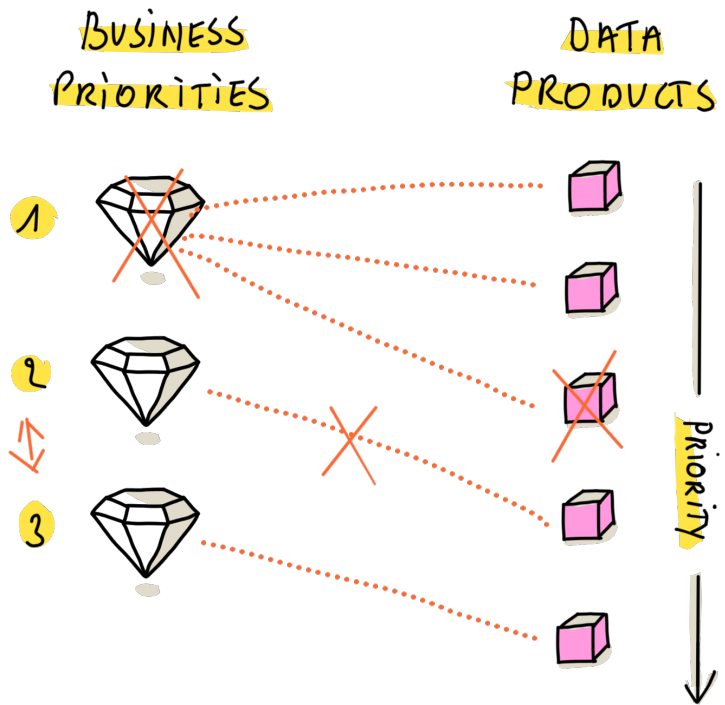 BUSINESS
PRIORITIES
DATA
PRODUCTS
1
2
3
PRIORITY